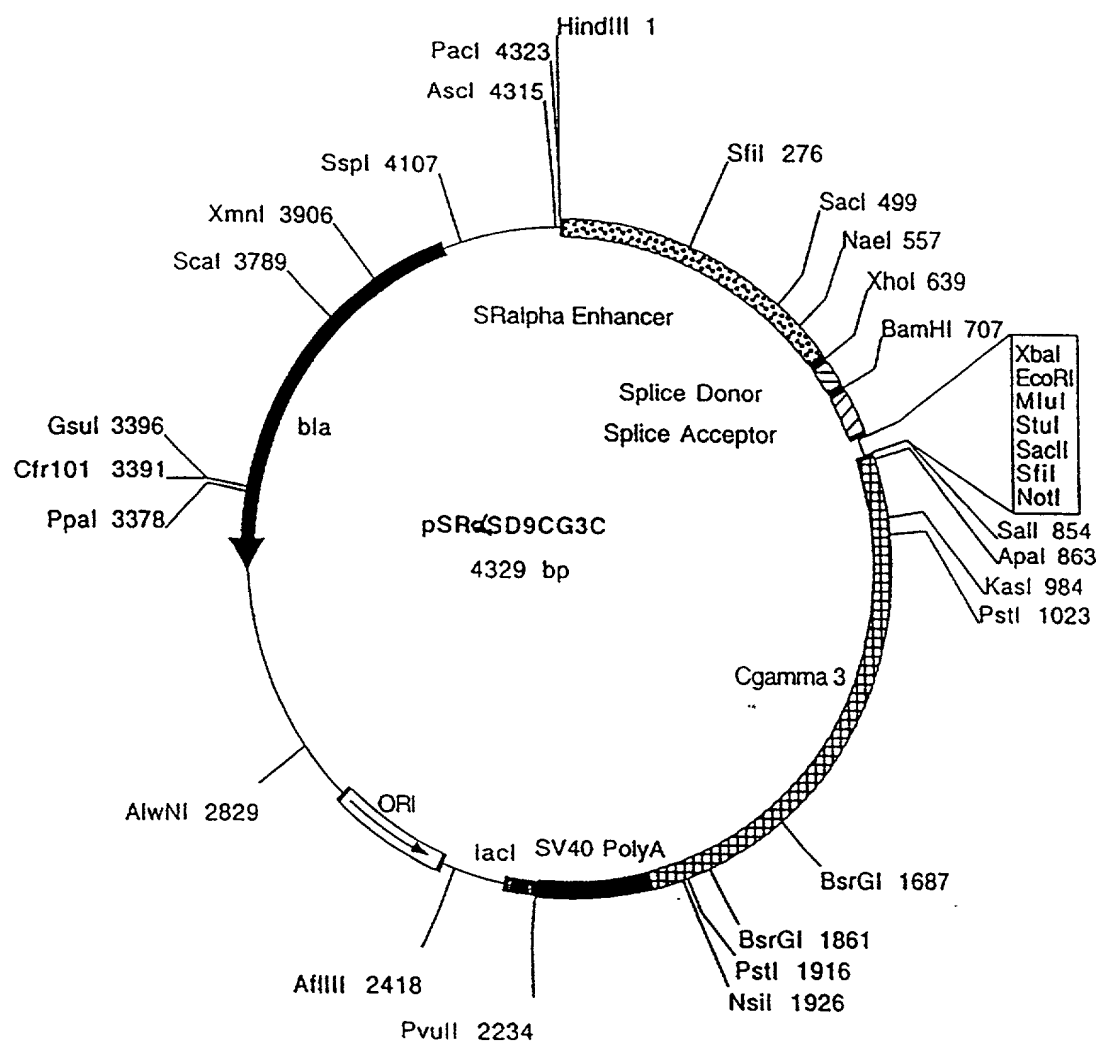 HindIII 1
PacI 4323
AscI 4315
SspI 4107
SfiI 276
XmnI 3906
SacI 499
ScaI 3789
NaeI 557
XhoI 639
SRalpha Enhancer
BamHI 707
XbaI
EcoRI
MluI
StuI
SacII
SfiI
NotI
Splice Donor
Splice Acceptor
bla
GsuI 3396
Cfr101 3391
PpaI 3378
pSRαSD9CG3C
4329 bp
SalI 854
ApaI 863
KasI 984
PstI 1023
Cgamma 3
AlwNI 2829
ORI
lacI
SV40 PolyA
BsrGI 1687
BsrGI 1861
PstI 1916
NsiI 1926
AflIII 2418
PvuII 2234